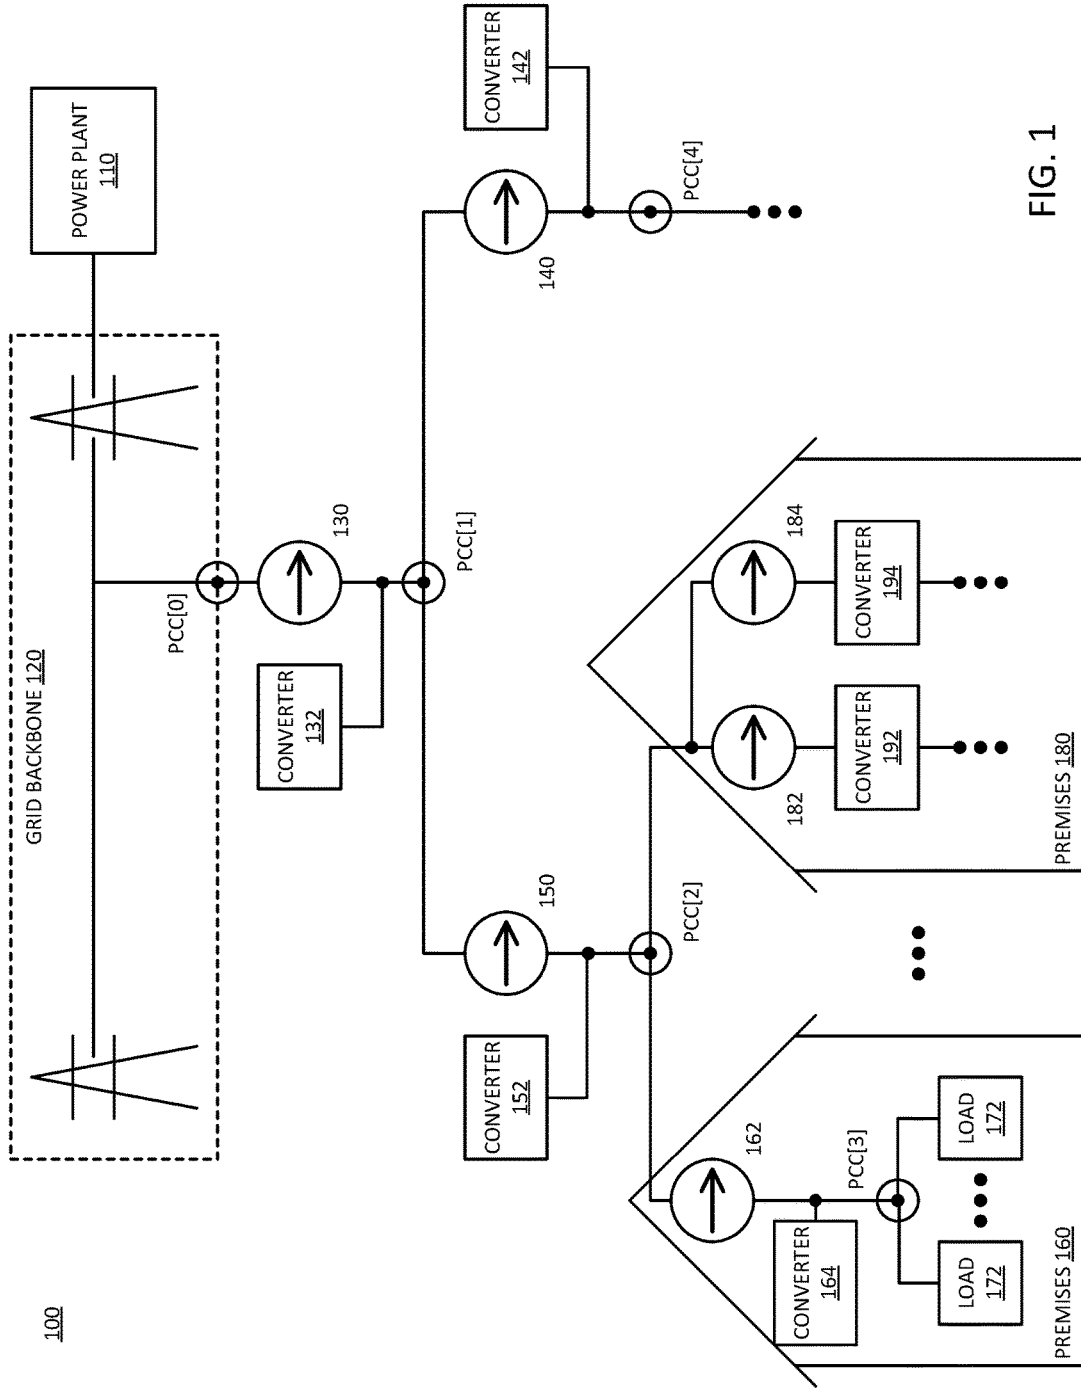 100
GRID BACKBONE 120
POWER PLANT
110
PCC[0]
130
CONVERTER
132
PCC[1]
CONVERTER
142
140
PCC[4]
150
CONVERTER
152
PCC[2]
162
CONVERTER
164
PCC[3]
LOAD
172
LOAD
172
PREMISES 160
182
184
CONVERTER
192
CONVERTER
194
PREMISES 180
FIG. 1